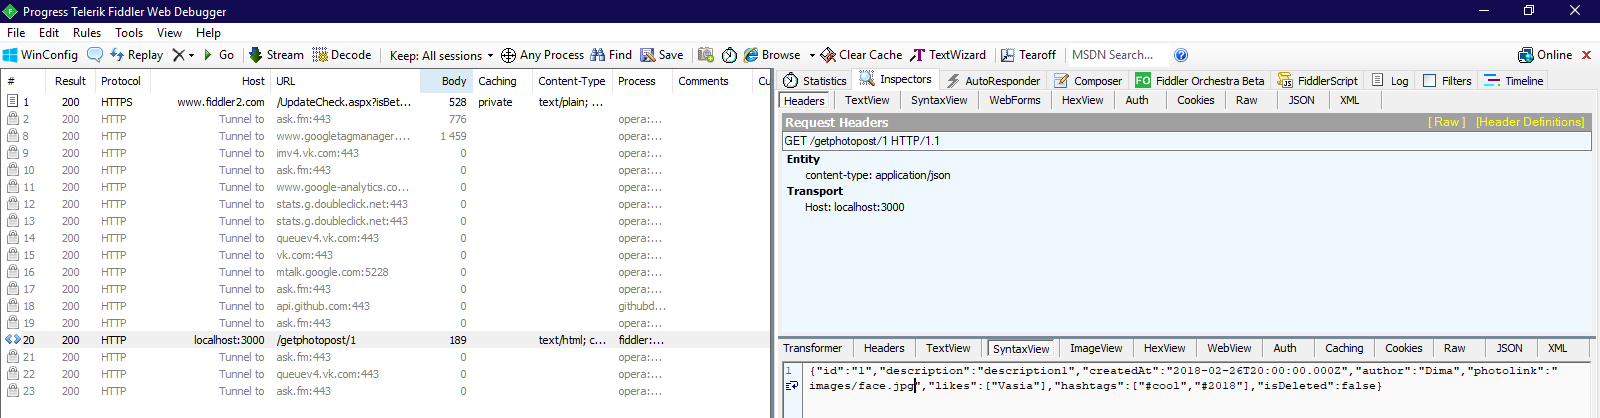 Progress Telerik Fiddler Web Debugger
File Edit Rules Tools View Help
WinConfig Replay Go Stream Decode Keep: All sessions Any Process Find Save Browse Clear Cache TextWizard Tearoff MSDN Search... Online
Statistics Inspectors AutoResponder Composer FO Fiddler Orchestra Beta FiddlerScript Log Filters Timeline
# Result Protocol Host URL Body Caching Content-Type Process Comments Cu
1 200 HTTPS www.fiddler2.com /UpdateCheck.aspx?isBet... 528 private text/plain; ...
2 200 HTTP Tunnel to ask.fm:443 776 opera:...
8 200 HTTP Tunnel to www.googletagmanager.... 1 459 opera:...
9 200 HTTP Tunnel to imv4.vk.com:443 0 opera:...
10 200 HTTP Tunnel to ask.fm:443 0 opera:...
11 200 HTTP Tunnel to www.google-analytics.co... 0 opera:...
12 200 HTTP Tunnel to stats.g.doubleclick.net:443 0 opera:...
13 200 HTTP Tunnel to stats.g.doubleclick.net:443 0 opera:...
14 200 HTTP Tunnel to queuev4.vk.com:443 0 opera:...
15 200 HTTP Tunnel to vk.com:443 0 opera:...
16 200 HTTP Tunnel to mtalk.google.com:5228 0 opera:...
17 200 HTTP Tunnel to ask.fm:443 0 opera:...
18 200 HTTP Tunnel to api.github.com:443 0 githubd...
19 200 HTTP Tunnel to ask.fm:443 0 opera:...
20 200 HTTP localhost:3000 /getphotopost/1 189 text/html; c... fiddler:...
21 200 HTTP Tunnel to ask.fm:443 0 opera:...
22 200 HTTP Tunnel to queuev4.vk.com:443 0 opera:...
23 200 HTTP Tunnel to ask.fm:443 0 opera:...
Headers TextView SyntaxView WebForms HexView Auth Cookies Raw JSON XML
Request Headers [ Raw ] [Header Definitions]
GET /getphotopost/1 HTTP/1.1
Entity
content-type: application/json
Transport
Host: localhost:3000
Transformer Headers TextView SyntaxView ImageView HexView WebView Auth Caching Cookies Raw JSON XML
1 {"id":"1","description":"description1","createdAt":"2018-02-26T20:00:00.000Z","author":"Dima","photolink":"
images/face.jpg","likes":["Vasia"],"hashtags":["#cool","#2018"],"isDeleted":false}